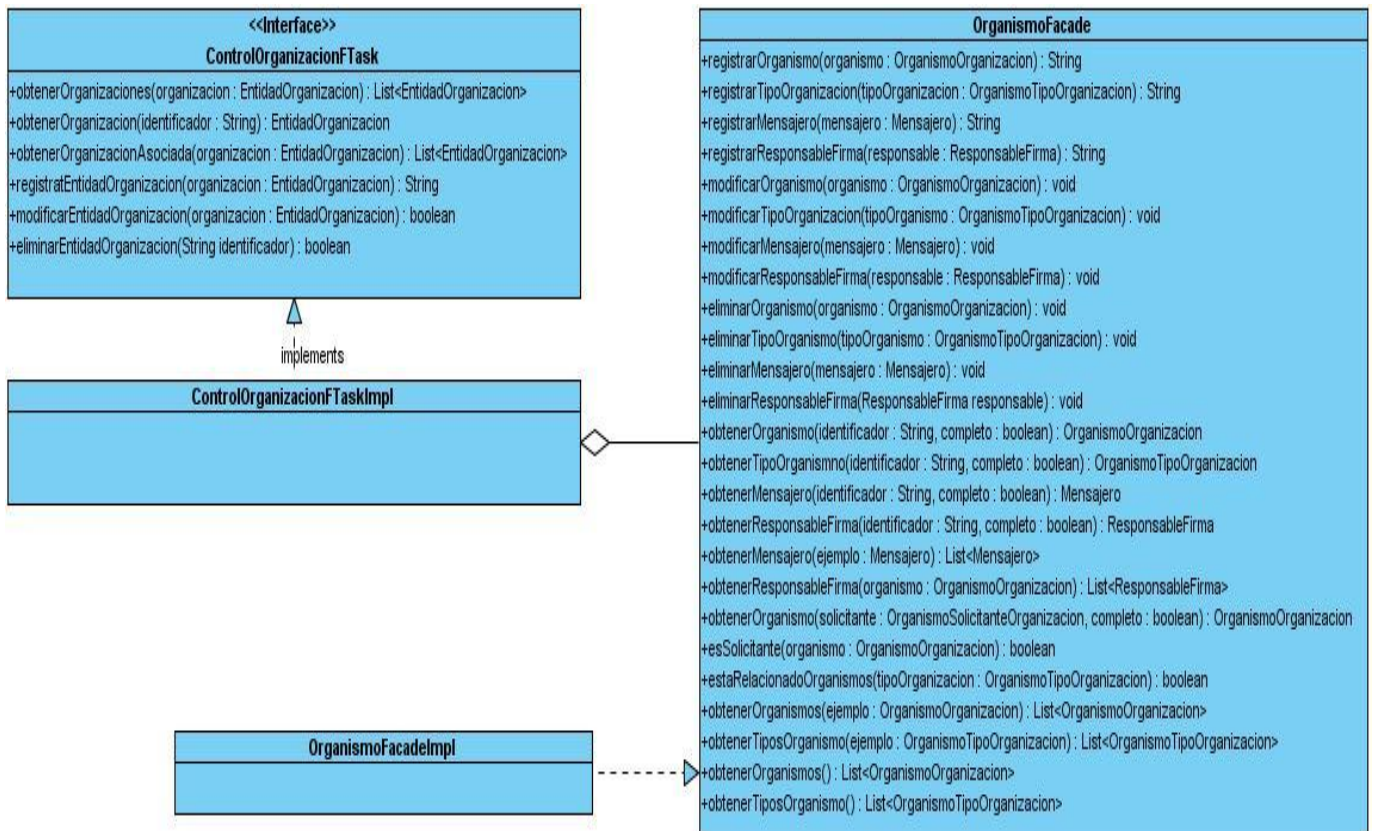 <<Interface>>
ControlOrganizacionFTask
+obtenerOrganizaciones(organizacion : EntidadOrganizacion) : List<EntidadOrganizacion>
+obtenerOrganizacion(identificador : String) : EntidadOrganizacion
+obtenerOrganizacionAsociada(organizacion : EntidadOrganizacion) : List<EntidadOrganizacion>
+registratEntidadOrganizacion(organizacion : EntidadOrganizacion) : String
+modificarEntidadOrganizacion(organizacion : EntidadOrganizacion) : boolean
+eliminarEntidadOrganizacion(String identificador) : boolean
implements
ControlOrganizacionFTaskImpl
OrganismoFacadeImpl
OrganismoFacade
+registrarOrganismo(organismo : OrganismoOrganizacion) : String
+registrarTipoOrganizacion(tipoOrganizacion : OrganismoTipoOrganizacion) : String
+registrarMensajero(mensajero : Mensajero) : String
+registrarResponsableFirma(responsable : ResponsableFirma) : String
+modificarOrganismo(organismo : OrganismoOrganizacion) : void
+modificarTipoOrganizacion(tipoOrganismo : OrganismoTipoOrganizacion) : void
+modificarMensajero(mensajero : Mensajero) : void
+modificarResponsableFirma(responsable : ResponsableFirma) : void
+eliminarOrganismo(organismo : OrganismoOrganizacion) : void
+eliminarTipoOrganismo(tipoOrganismo : OrganismoTipoOrganizacion) : void
+eliminarMensajero(mensajero : Mensajero) : void
+eliminarResponsableFirma(ResponsableFirma responsable) : void
+obtenerOrganismo(identificador : String, completo : boolean) : OrganismoOrganizacion
+obtenerTipoOrganismno(identificador : String, completo : boolean) : OrganismoTipoOrganizacion
+obtenerMensajero(identificador : String, completo : boolean) : Mensajero
+obtenerResponsableFirma(identificador : String, completo : boolean) : ResponsableFirma
+obtenerMensajero(ejemplo : Mensajero) : List<Mensajero>
+obtenerResponsableFirma(organismo : OrganismoOrganizacion) : List<ResponsableFirma>
+obtenerOrganismo(solicitante : OrganismoSolicitanteOrganizacion, completo : boolean) : OrganismoOrganizacion
+esSolicitante(organismo : OrganismoOrganizacion) : boolean
+estaRelacionadoOrganismos(tipoOrganizacion : OrganismoTipoOrganizacion) : boolean
+obtenerOrganismos(ejemplo : OrganismoOrganizacion) : List<OrganismoOrganizacion>
+obtenerTiposOrganismo(ejemplo : OrganismoTipoOrganizacion) : List<OrganismoTipoOrganizacion>
+obtenerOrganismos() : List<OrganismoOrganizacion>
+obtenerTiposOrganismo() : List<OrganismoTipoOrganizacion>